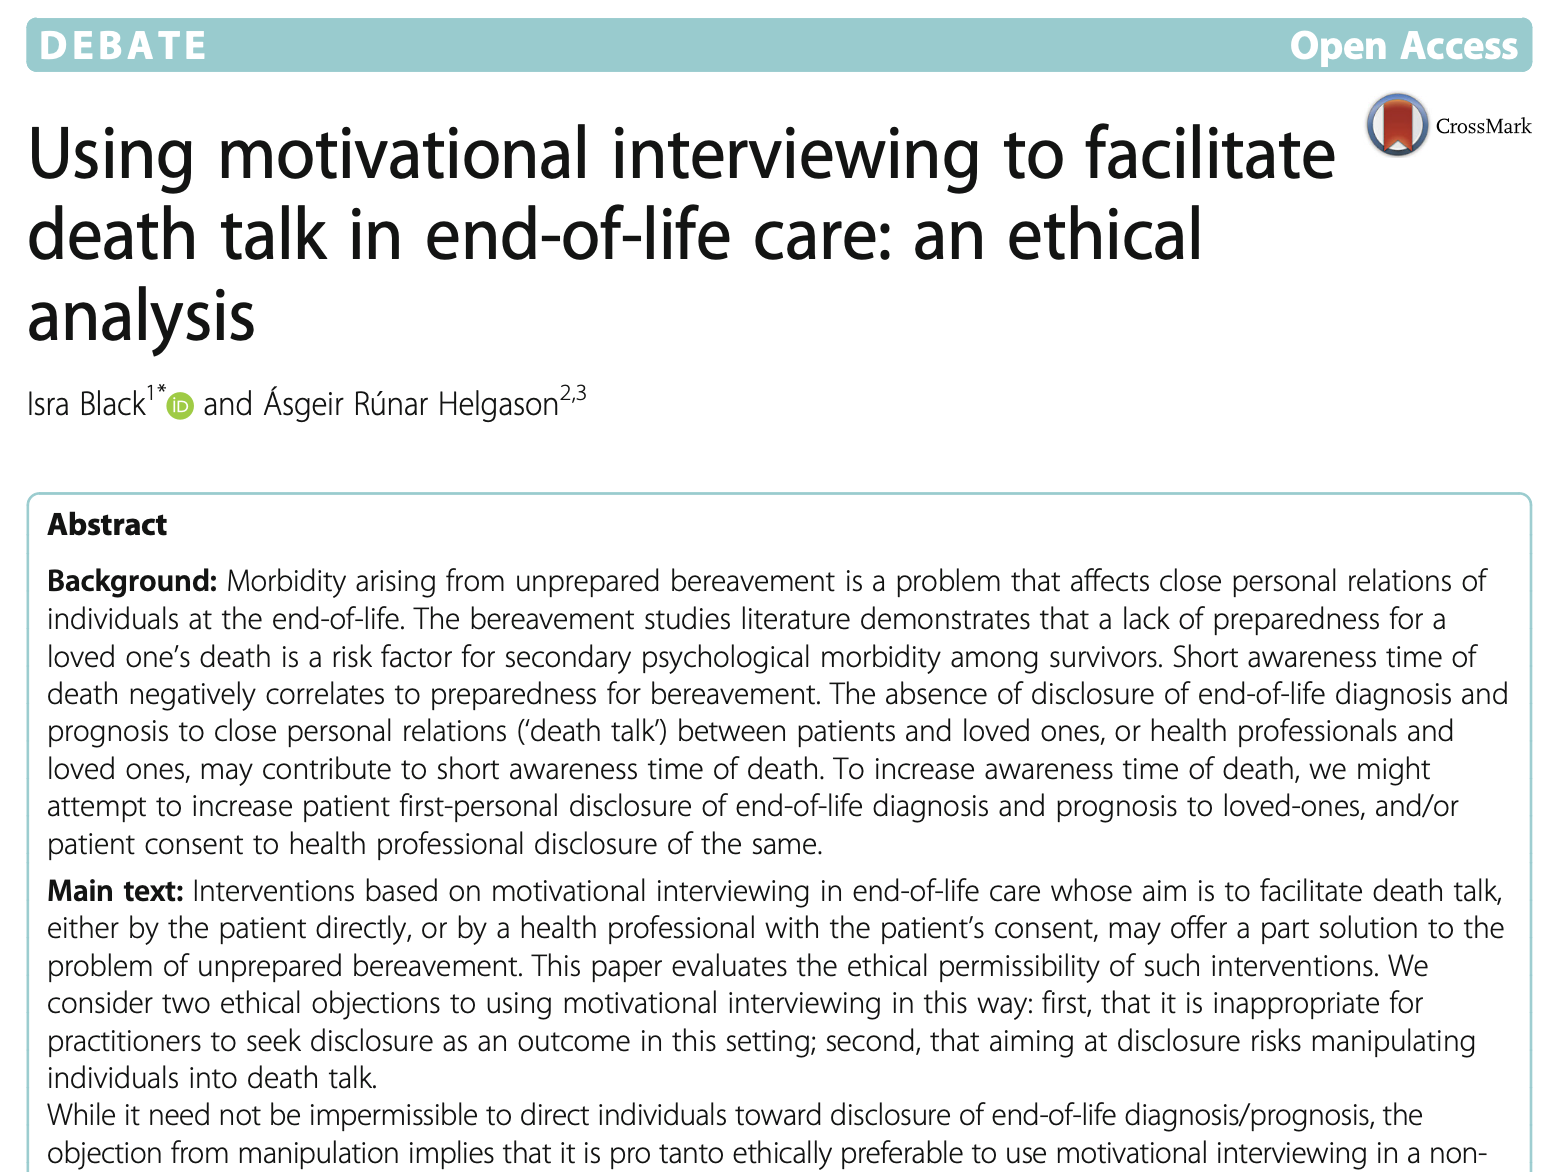 DEBATE
Open Access
CrossMark
Using motivational interviewing to facilitate
death talk in end-of-life care: an ethical
analysis
Isra Black1* iD and Ásgeir Rúnar Helgason2,3
Abstract
Background: Morbidity arising from unprepared bereavement is a problem that affects close personal relations of
individuals at the end-of-life. The bereavement studies literature demonstrates that a lack of preparedness for a
loved one’s death is a risk factor for secondary psychological morbidity among survivors. Short awareness time of
death negatively correlates to preparedness for bereavement. The absence of disclosure of end-of-life diagnosis and
prognosis to close personal relations (‘death talk’) between patients and loved ones, or health professionals and
loved ones, may contribute to short awareness time of death. To increase awareness time of death, we might
attempt to increase patient first-personal disclosure of end-of-life diagnosis and prognosis to loved-ones, and/or
patient consent to health professional disclosure of the same.
Main text: Interventions based on motivational interviewing in end-of-life care whose aim is to facilitate death talk,
either by the patient directly, or by a health professional with the patient’s consent, may offer a part solution to the
problem of unprepared bereavement. This paper evaluates the ethical permissibility of such interventions. We
consider two ethical objections to using motivational interviewing in this way: first, that it is inappropriate for
practitioners to seek disclosure as an outcome in this setting; second, that aiming at disclosure risks manipulating
individuals into death talk.
While it need not be impermissible to direct individuals toward disclosure of end-of-life diagnosis/prognosis, the
objection from manipulation implies that it is pro tanto ethically preferable to use motivational interviewing in a non-